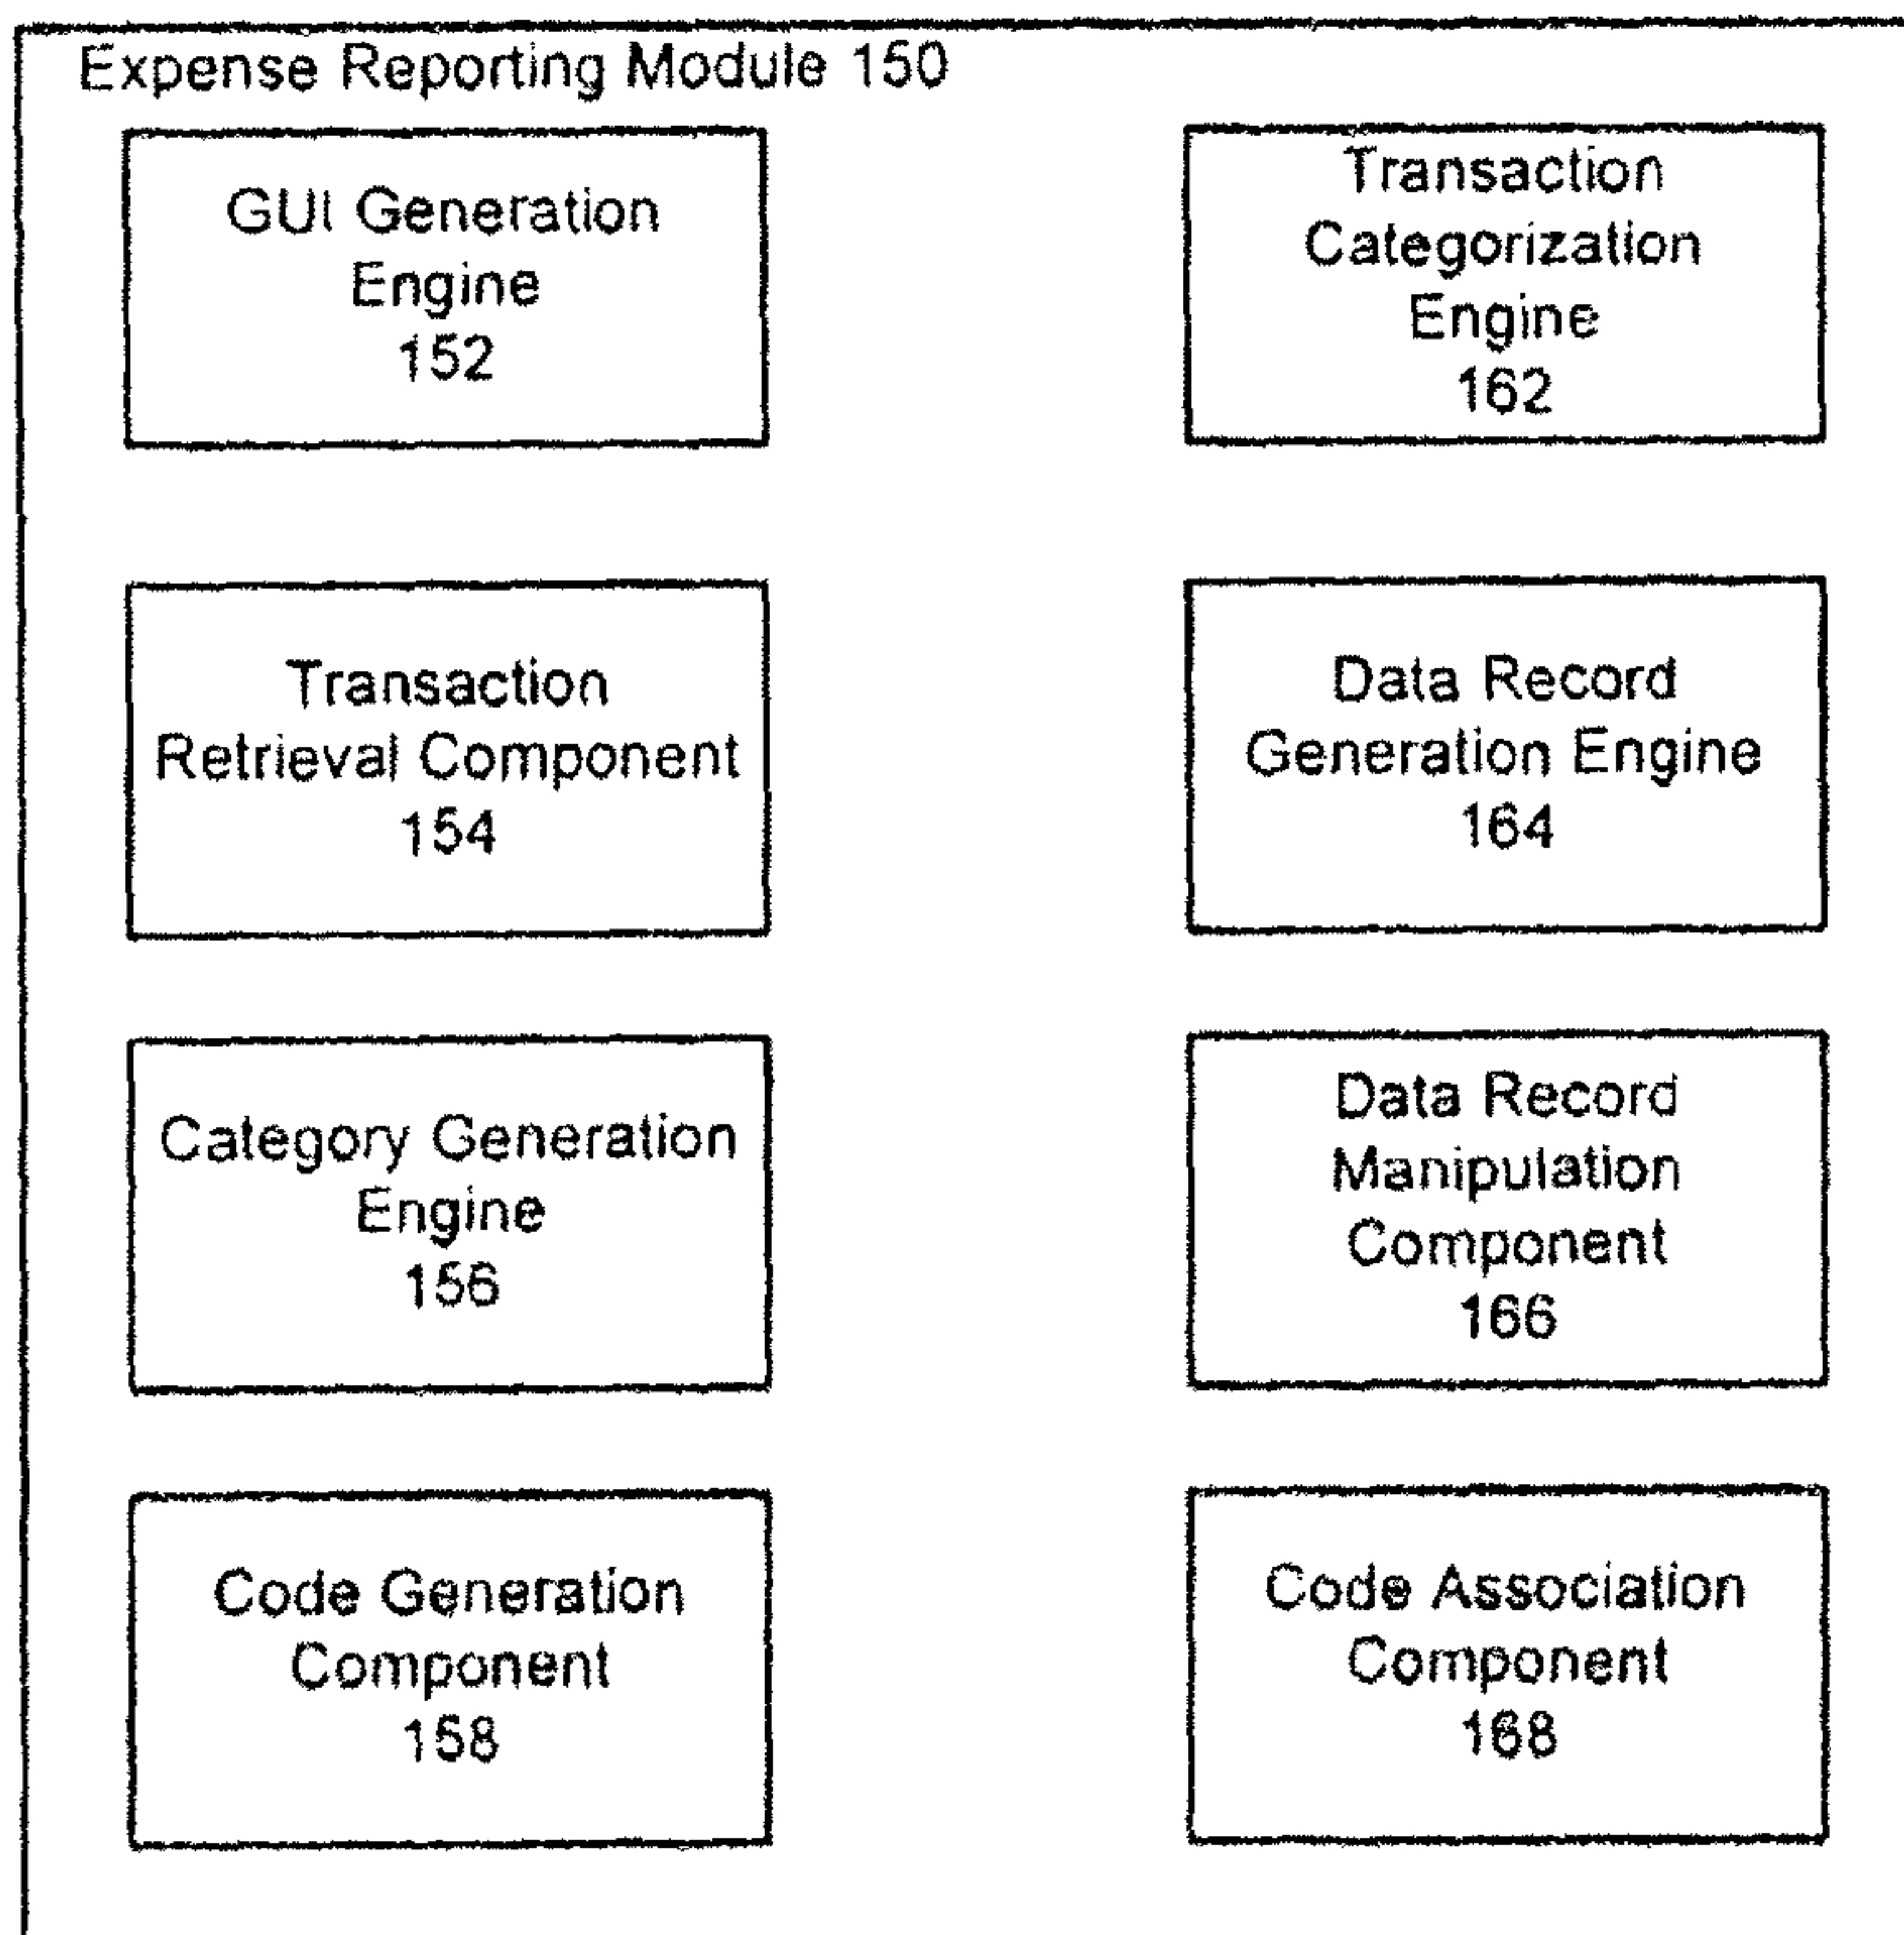 Expense Reporting Module 150
GUI Generation
Engine
152
Transaction
Categorization
Engine
162
Transaction
Retrieval Component
154
Data Record
Generation Engine
164
Category Generation
Engine
156
Data Record
Manipulation
Component
166
Code Generation
Component
158
Code Association
Component
168